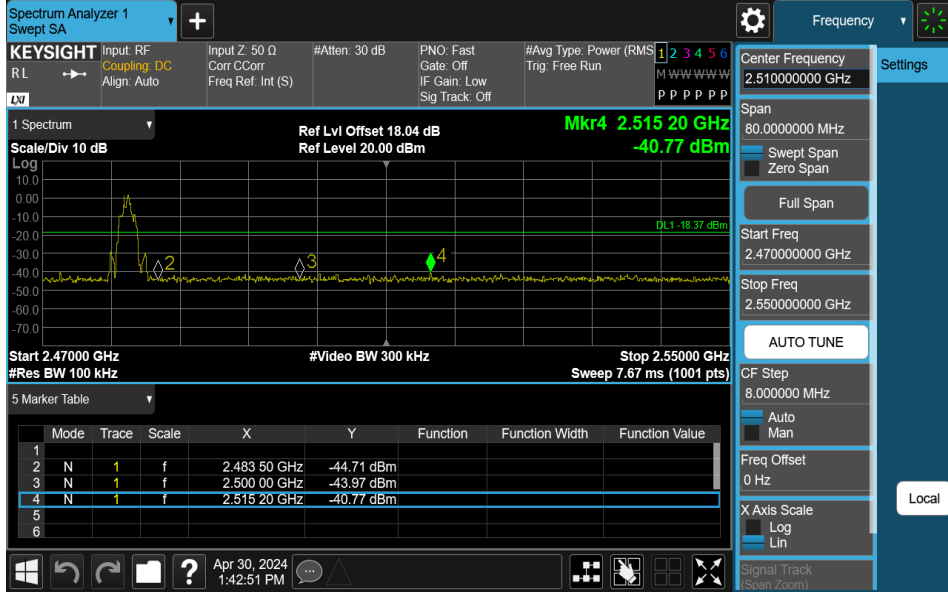 Spectrum Analyzer 1
Swept SA
Frequency
KEYSIGHT
R L
LXI
Input: RF
Coupling: DC
Align: Auto
Input Z: 50 Ω
Corr CCorr
Freq Ref: Int (S)
#Atten: 30 dB
PNO: Fast
Gate: Off
IF Gain: Low
Sig Track: Off
#Avg Type: Power (RMS
Trig: Free Run
1 2 3 4 5 6
M W W W W W
P P P P P P
1 Spectrum
Scale/Div 10 dB
Ref Lvl Offset 18.04 dB
Ref Level 20.00 dBm
Mkr4 2.515 20 GHz
-40.77 dBm
Log
10.0
0.00
-10.0
-20.0
-30.0
-40.0
-50.0
-60.0
-70.0
DL1 -18.37 dBm
2
3
4
Start 2.47000 GHz
#Video BW 300 kHz
Stop 2.55000 GHz
#Res BW 100 kHz
Sweep 7.67 ms (1001 pts)
5 Marker Table
Mode Trace Scale X Y Function Function Width Function Value
1
2 N 1 f 2.483 50 GHz -44.71 dBm
3 N 1 f 2.500 00 GHz -43.97 dBm
4 N 1 f 2.515 20 GHz -40.77 dBm
5
6
Apr 30, 2024
1:42:51 PM
Center Frequency
2.510000000 GHz
Settings
Span
80.0000000 MHz
Swept Span
Zero Span
Full Span
Start Freq
2.470000000 GHz
Stop Freq
2.550000000 GHz
AUTO TUNE
CF Step
8.000000 MHz
Auto
Man
Freq Offset
0 Hz
X Axis Scale
Log
Lin
Local
Signal Track
(Span Zoom)